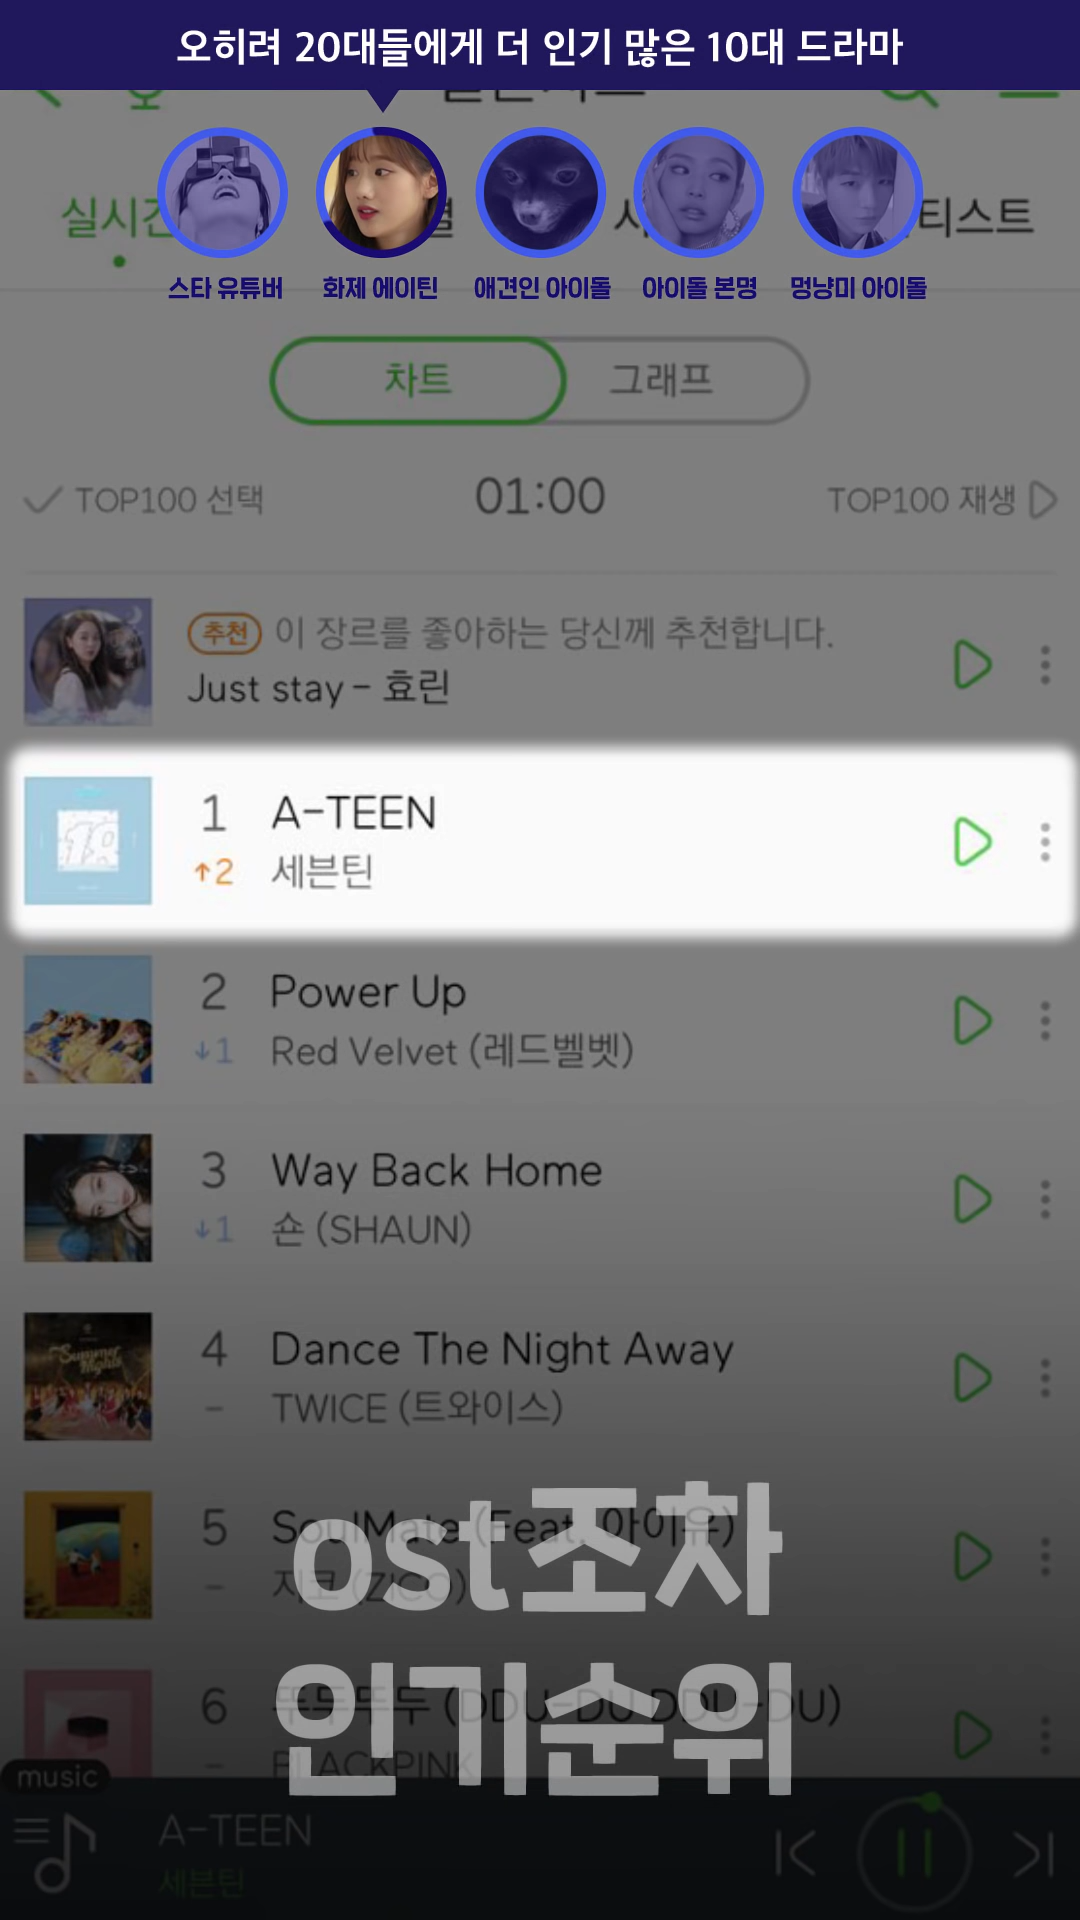 오히려 20대들에게 더 인기 많은 10대 드라마
스타 유튜버
화제 에이틴
애견인 아이돌
아이돌 본명
멍냥미 아이돌
차트
그래프
TOP100 선택
01:00
TOP100 재생
추천 이 장르를 좋아하는 당신께 추천합니다.
Just stay - 효린
1 A-TEEN
↑2 세븐틴
2 Power Up
↓1 Red Velvet (레드벨벳)
3 Way Back Home
↓1 숀 (SHAUN)
4 Dance The Night Away
- TWICE (트와이스)
5 SoulMate (Feat. 아이유)
- 지코 (ZICO)
ost조차
6 뚜두뚜두 (DDU-DU DDU-DU)
- BLACKPINK
인기순위
music
A-TEEN
세븐틴